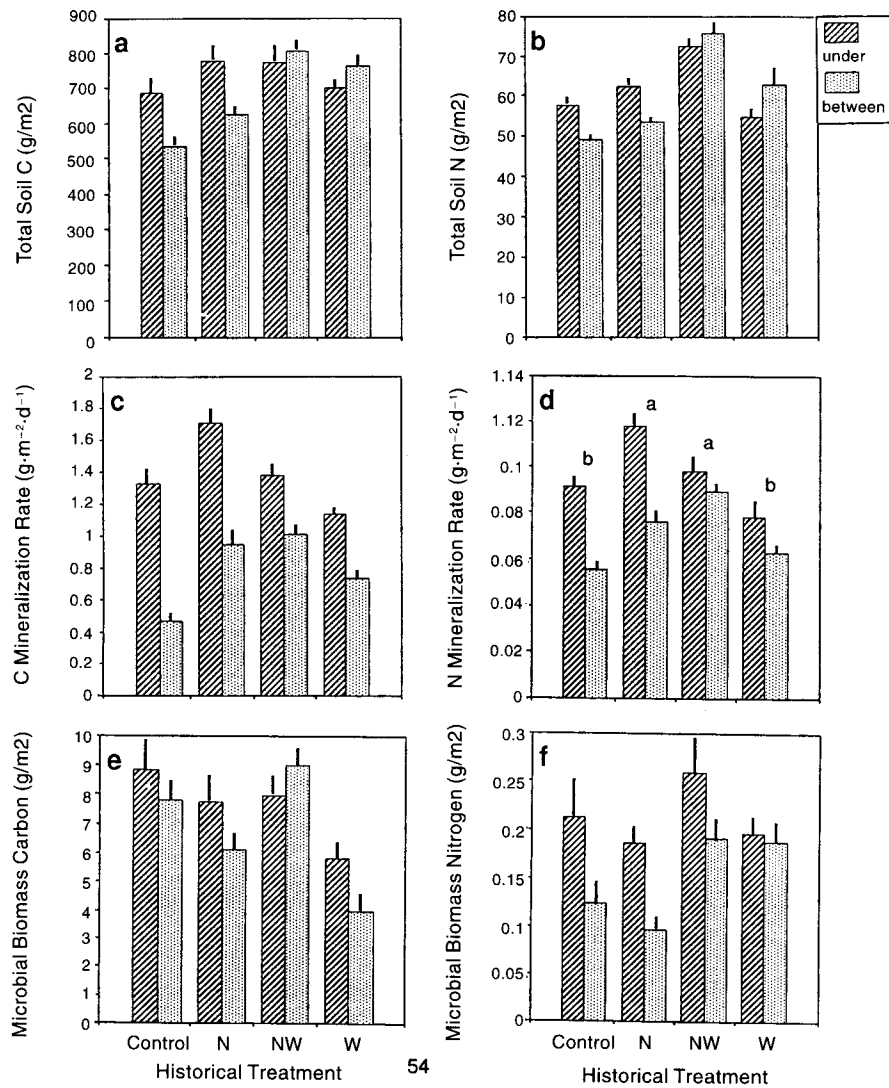 a
Total Soil C (g/m2)
900
800
700
600
500
400
300
200
100
0
b
Total Soil N (g/m2)
80
70
60
50
40
30
20
10
0
under
between
c
C Mineralization Rate (g·m⁻²·d⁻¹)
2
1.8
1.6
1.4
1.2
1
0.8
0.6
0.4
0.2
0
d
N Mineralization Rate (g·m⁻²·d⁻¹)
1.14
1.12
0.1
0.08
0.06
0.04
0.02
0
b
a
a
b
e
Microbial Biomass Carbon (g/m2)
10
9
8
7
6
5
4
3
2
1
0
Control N NW W
Historical Treatment
f
Microbial Biomass Nitrogen (g/m2)
0.3
0.25
0.2
0.15
0.1
0.05
0
Control N NW W
Historical Treatment
54